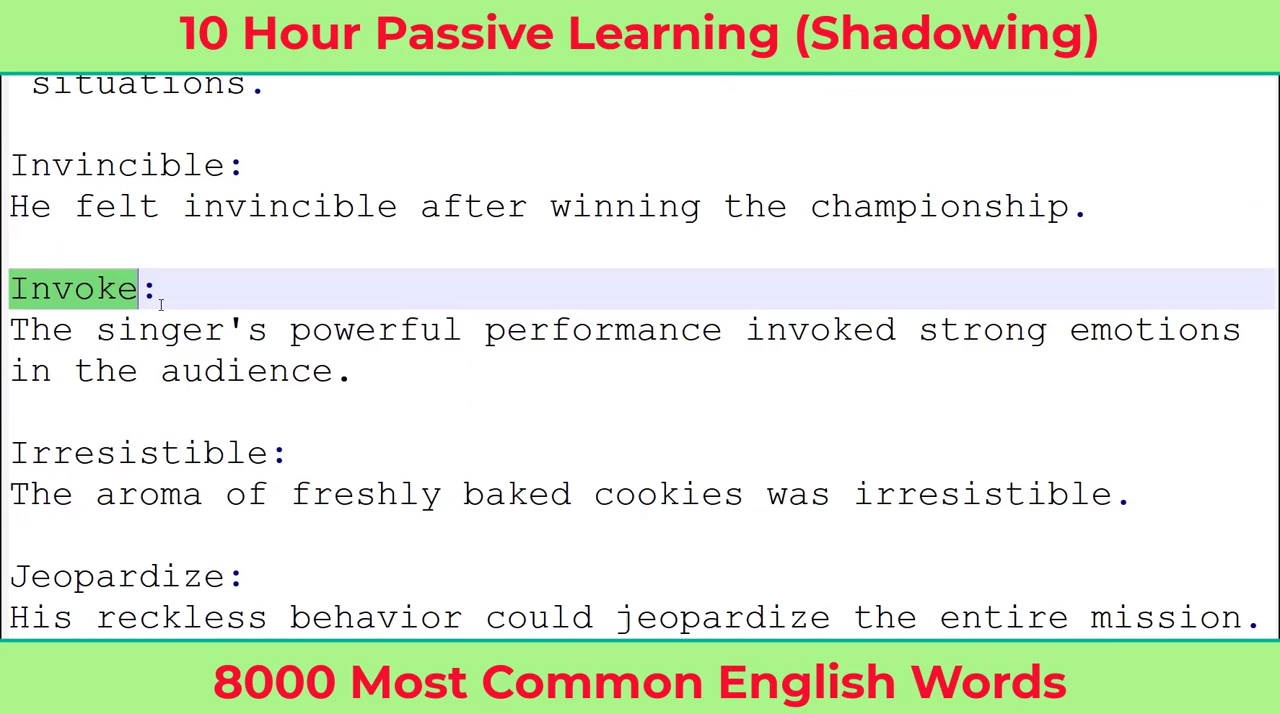 10 Hour Passive Learning (Shadowing)
situations.
Invincible:
He felt invincible after winning the championship.
Invoke:
The singer's powerful performance invoked strong emotions
in the audience.
Irresistible:
The aroma of freshly baked cookies was irresistible.
Jeopardize:
His reckless behavior could jeopardize the entire mission.
8000 Most Common English Words